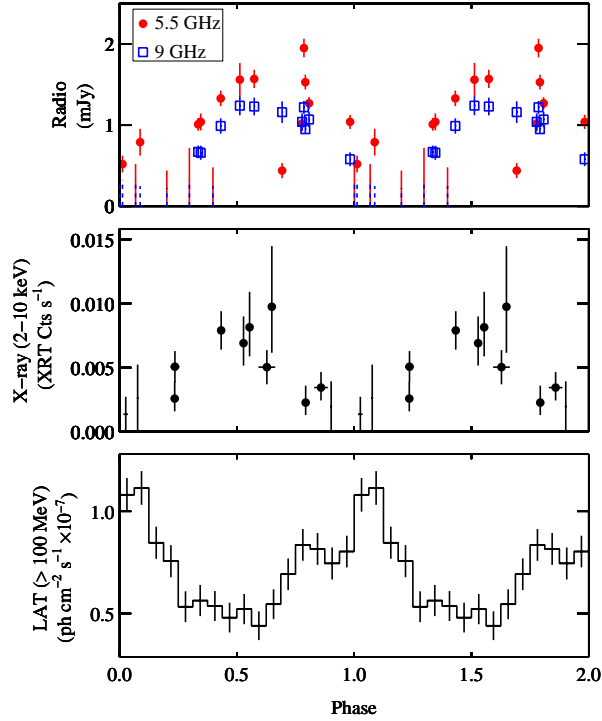 5.5 GHz
9 GHz
2
1
0
Radio
(mJy)
0.015
0.010
0.005
0.000
X−ray (2−10 keV)
(XRT Cts s⁻¹)
1.0
0.5
LAT (> 100 MeV)
(ph cm⁻² s⁻¹ ×10⁻⁷)
0.0 0.5 1.0 1.5 2.0
Phase